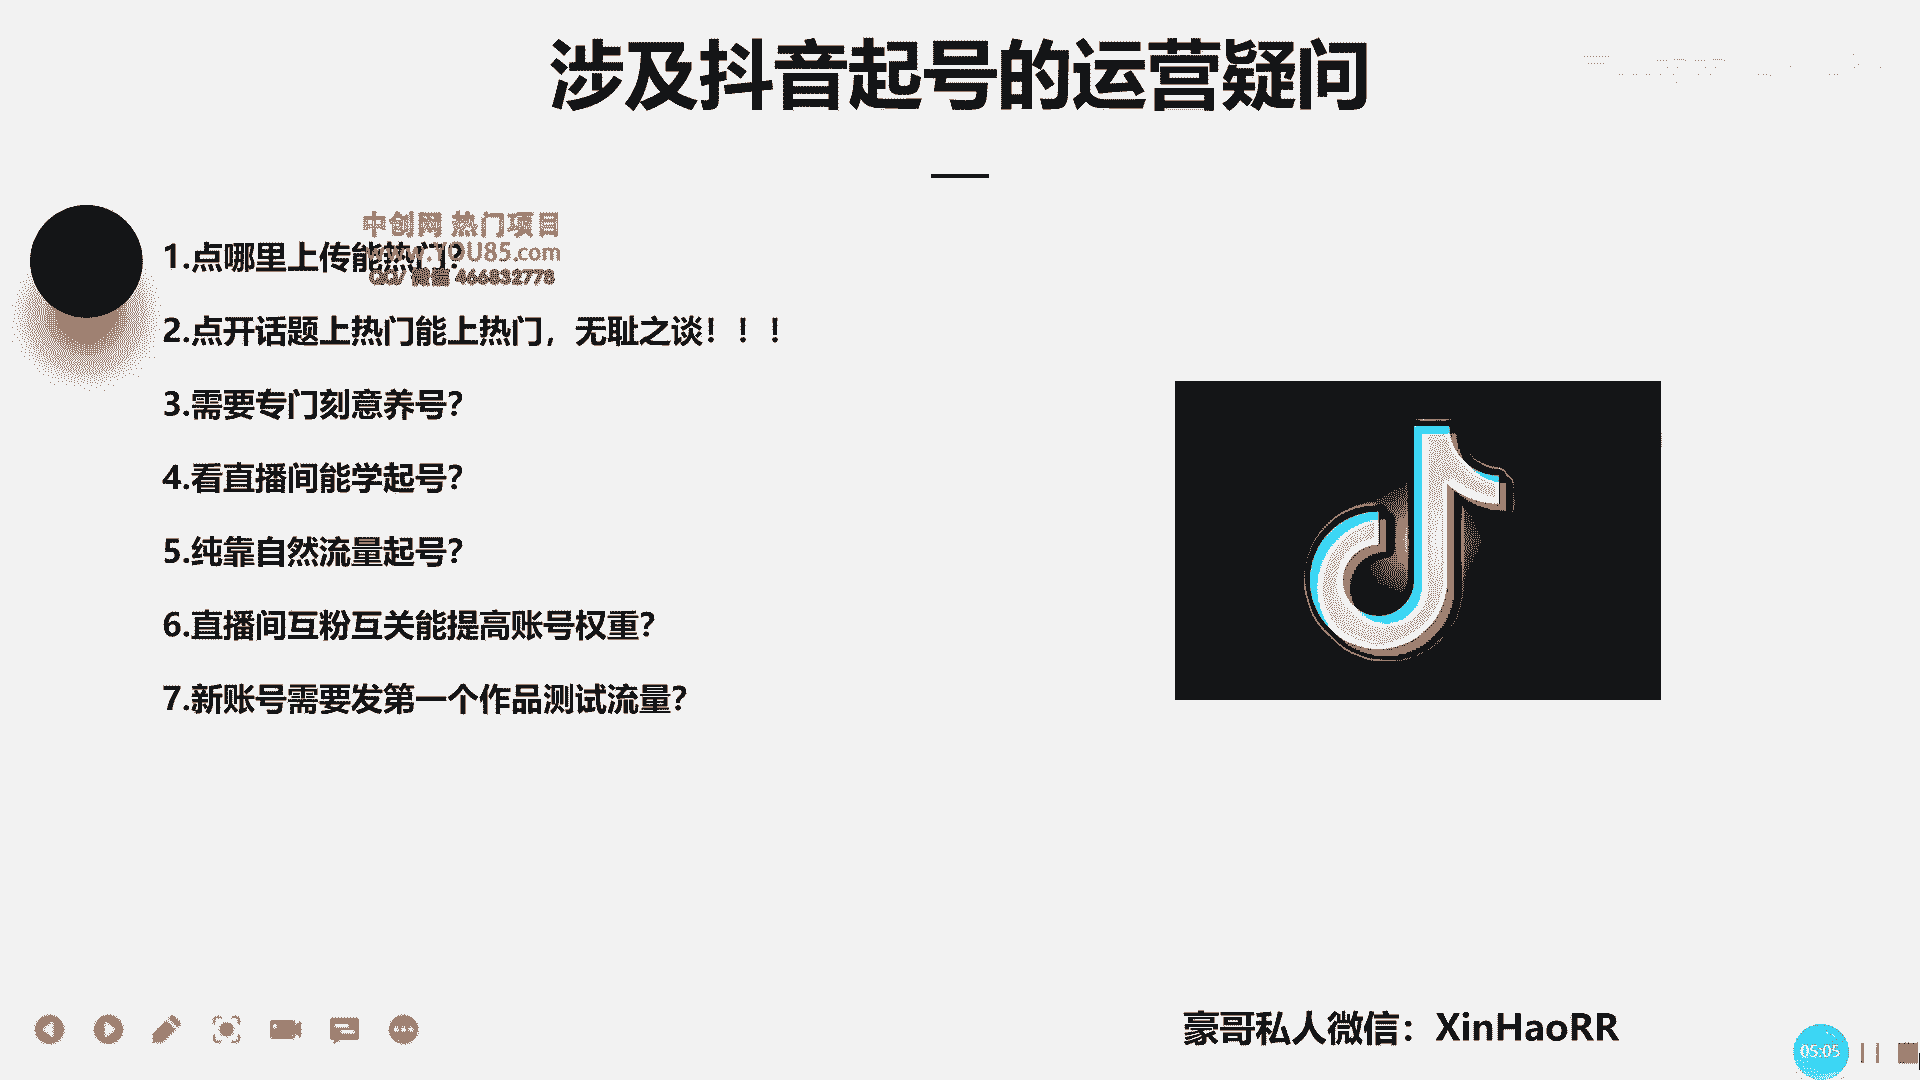 涉及抖音起号的运营疑问
中创网 热门项目
www.YOU85.com
QQ/微信 466832778
1.点哪里上传能热门?
2.点开话题上热门能上热门，无耻之谈！！！
3.需要专门刻意养号?
4.看直播间能学起号?
5.纯靠自然流量起号?
6.直播间互粉互关能提高账号权重?
7.新账号需要发第一个作品测试流量?
豪哥私人微信：XinHaoRR
05:05